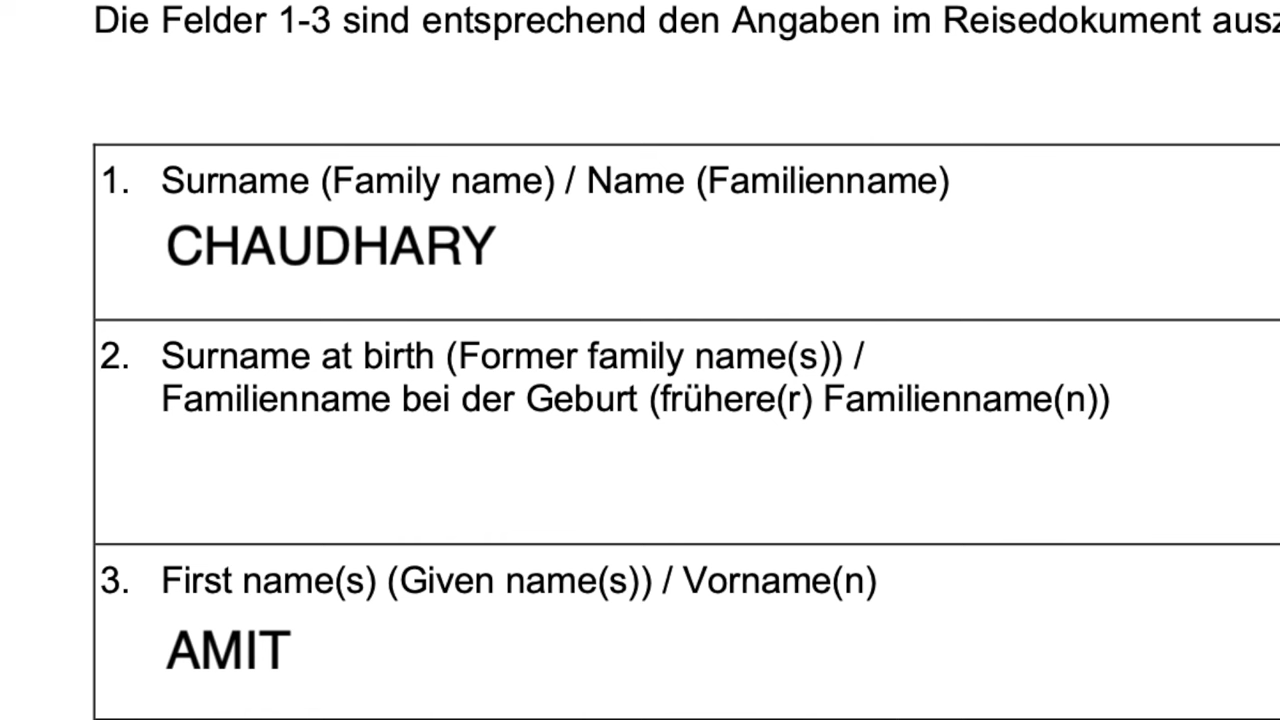 Die Felder 1-3 sind entsprechend den Angaben im Reisedokument
1. Surname (Family name) / Name (Familienname)
CHAUDHARY
2. Surname at birth (Former family name(s)) /
Familienname bei der Geburt (frühere(r) Familienname(n))
3. First name(s) (Given name(s)) / Vorname(n)
AMIT